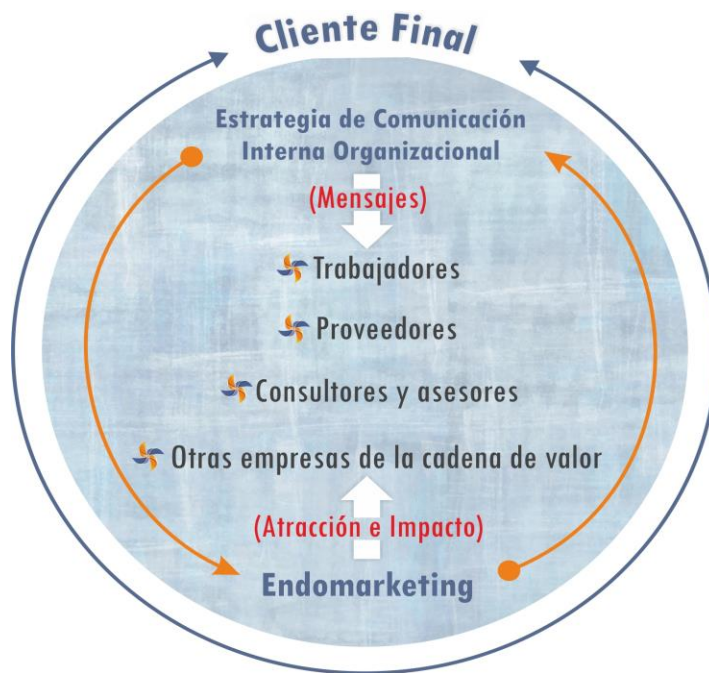 Cliente Final
Estrategia de Comunicación
Interna Organizacional
(Mensajes)
Trabajadores
Proveedores
Consultores y asesores
Otras empresas de la cadena de valor
(Atracción e Impacto)
Endomarketing